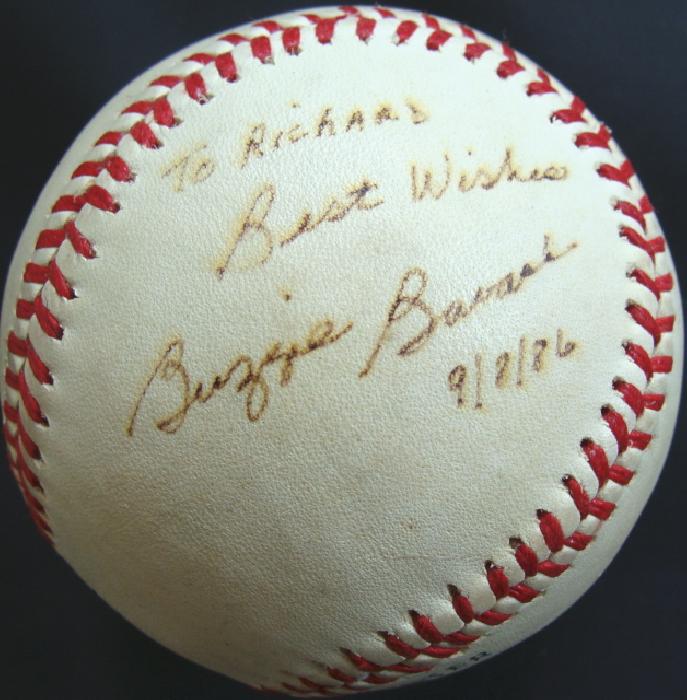 To Richard
Best Wishes
Buzzie Bavasi
9/8/86